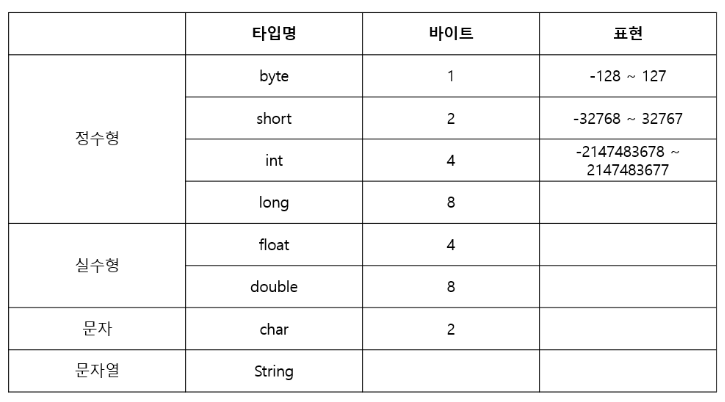 타입명 바이트 표현
정수형
byte 1 -128 ~ 127
short 2 -32768 ~ 32767
int 4 -2147483678 ~
2147483677
long 8
실수형
float 4
double 8
문자 char 2
문자열 String